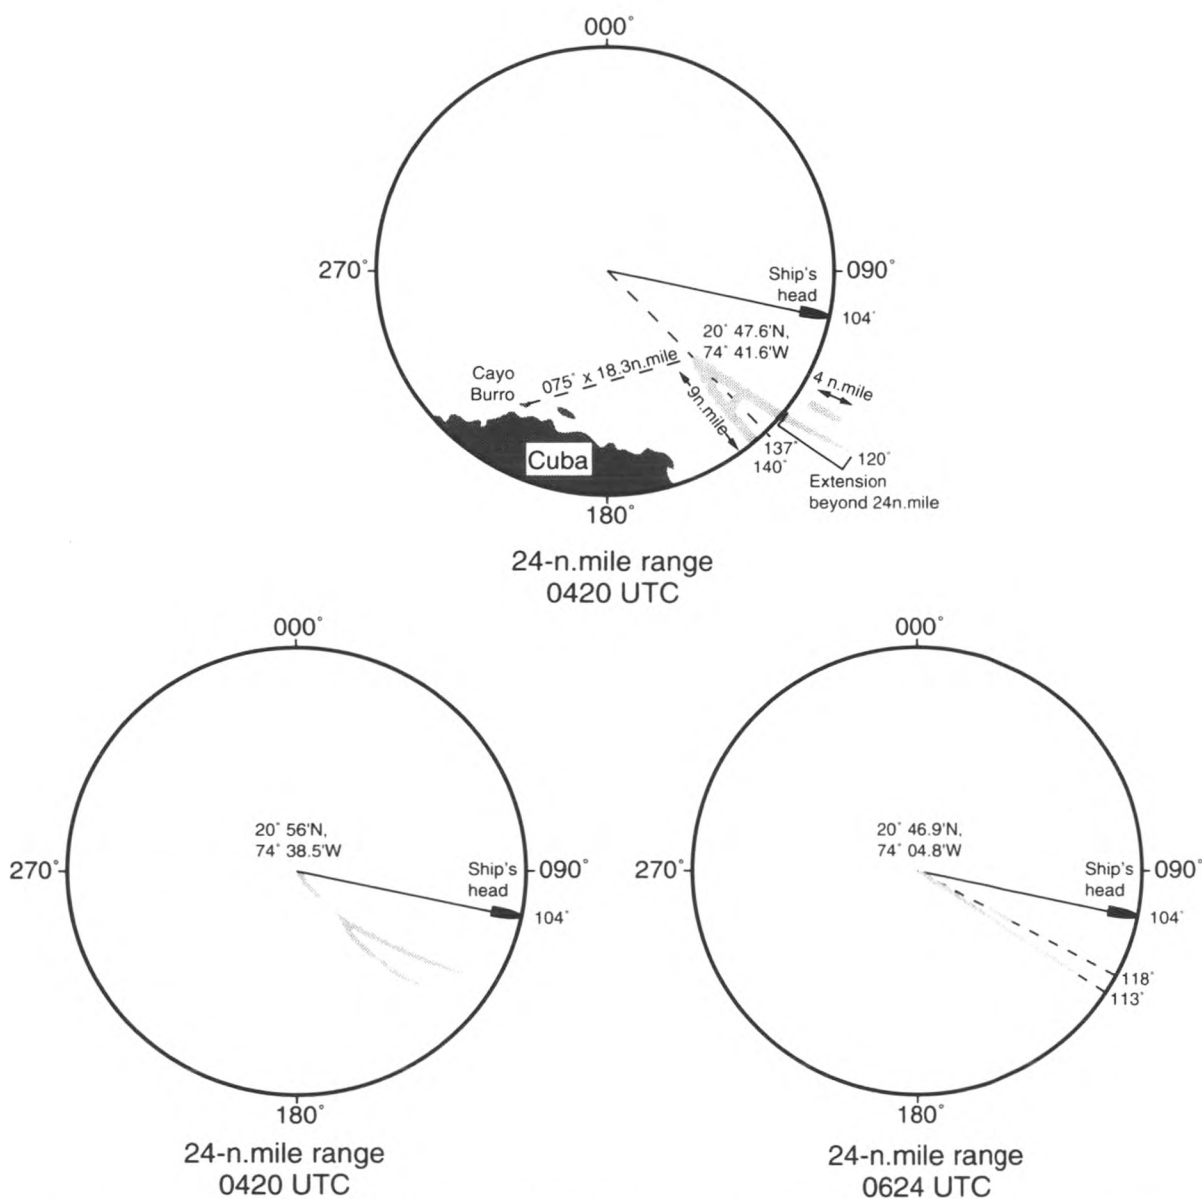 000°
270°
090°
Ship's
head
104°
20° 47.6'N,
74° 41.6'W
Cayo
Burro
075° x 18.3n.mile
4 n.mile
9n.mile
Cuba
137°
140°
120°
Extension
beyond 24n.mile
180°
24-n.mile range
0420 UTC
000°
20° 56'N,
74° 38.5'W
270°
Ship's
head
090°
104°
180°
24-n.mile range
0420 UTC
000°
20° 46.9'N,
74° 04.8'W
270°
Ship's
head
090°
104°
118°
113°
180°
24-n.mile range
0624 UTC